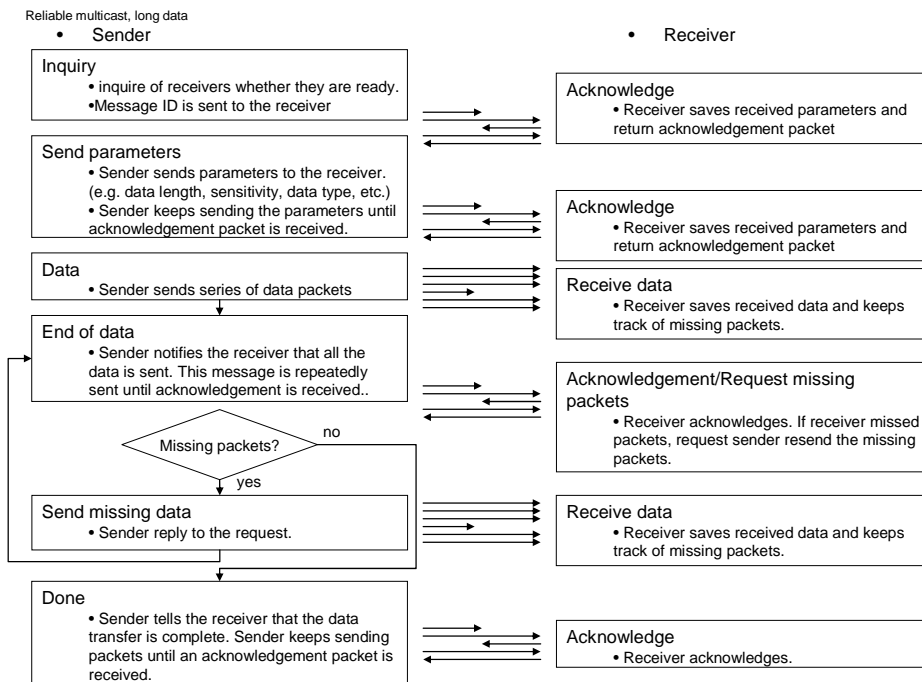 Reliable multicast, long data
• Sender
Inquiry
• inquire of receivers whether they are ready.
•Message ID is sent to the receiver
Send parameters
• Sender sends parameters to the receiver.
(e.g. data length, sensitivity, data type, etc.)
• Sender keeps sending the parameters until
acknowledgement packet is received.
Data
• Sender sends series of data packets
End of data
• Sender notifies the receiver that all the
data is sent. This message is repeatedly
sent until acknowledgement is received..
Missing packets?
no
yes
Send missing data
• Sender reply to the request.
Done
• Sender tells the receiver that the data
transfer is complete. Sender keeps sending
packets until an acknowledgement packet is
received.
• Receiver
Acknowledge
• Receiver saves received parameters and
return acknowledgement packet
Acknowledge
• Receiver saves received parameters and
return acknowledgement packet
Receive data
• Receiver saves received data and keeps
track of missing packets.
Acknowledgement/Request missing
packets
• Receiver acknowledges. If receiver missed
packets, request sender resend the missing
packets.
Receive data
• Receiver saves received data and keeps
track of missing packets.
Acknowledge
• Receiver acknowledges.